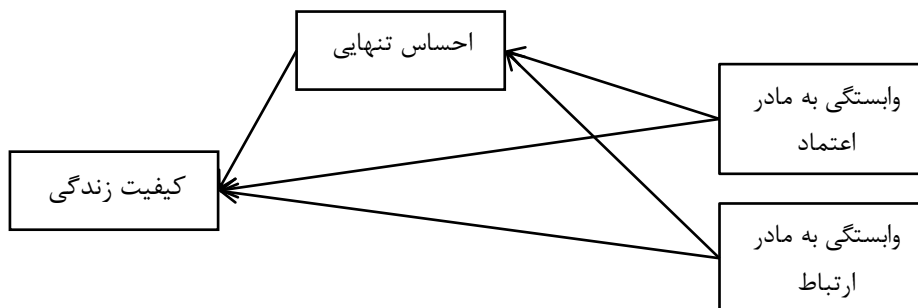 احساس تنهایی
وابستگی به مادر
اعتماد
کیفیت زندگی
وابستگی به مادر
ارتباط